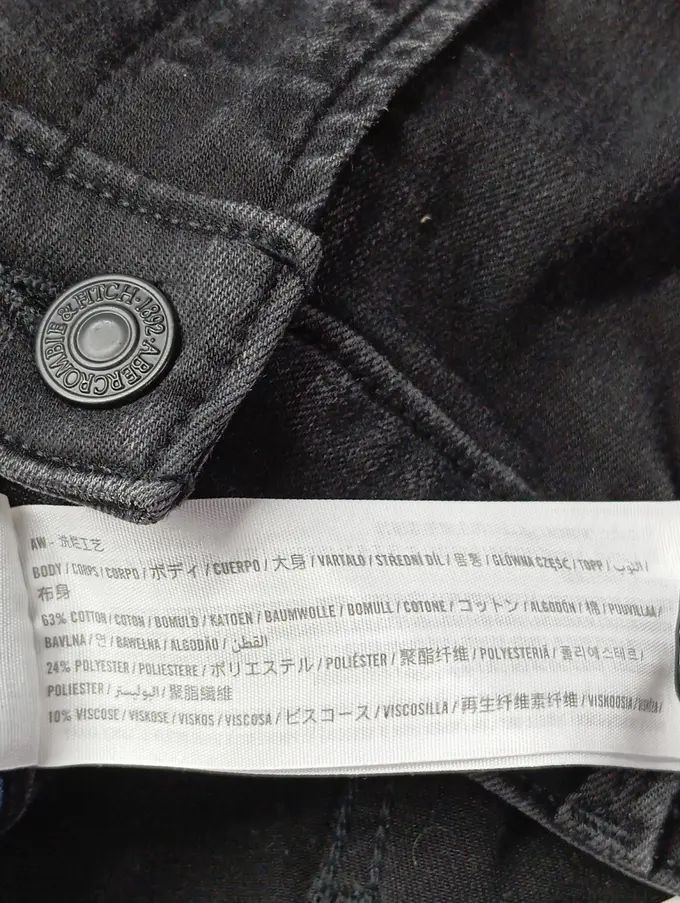 ABERCROMBIE & FITCH · 1892 ·
AW - 洗烂工艺
BODY / CORPS / CORPO / ボディ / CUERPO / 大身 / VARTALO / STŘEDNÍ DÍL / 몸통 / GŁÓWNA CZĘŚĆ / TOPP / الثوب /
布身
63% COTTON / COTON / BOMULD / KATOEN / BAUMWOLLE / BOMULL / COTONE / コットン / ALGODÓN / 棉 / PUUVILLAA /
BAVLNA / 면 / BAWEŁNA / ALGODÃO / القطن
24% POLYESTER / POLIESTERE / ポリエステル / POLIÉSTER / 聚酯纤维 / POLYESTERIÄ / 폴리에스테르 /
POLIESTER / البوليستر / 聚酯纖維
10% VISCOSE / VISKOSE / VISKOS / VISCOSA / ビスコース / VISCOSILLA / 再生纤维素纤维 / VISKOOSIA /